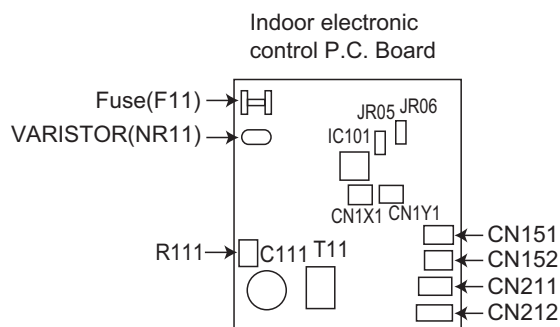 Indoor electronic
control P.C. Board
Fuse(F11)
VARISTOR(NR11)
JR05 JR06
IC101
CN1X1 CN1Y1
R111
C111 T11
CN151
CN152
CN211
CN212